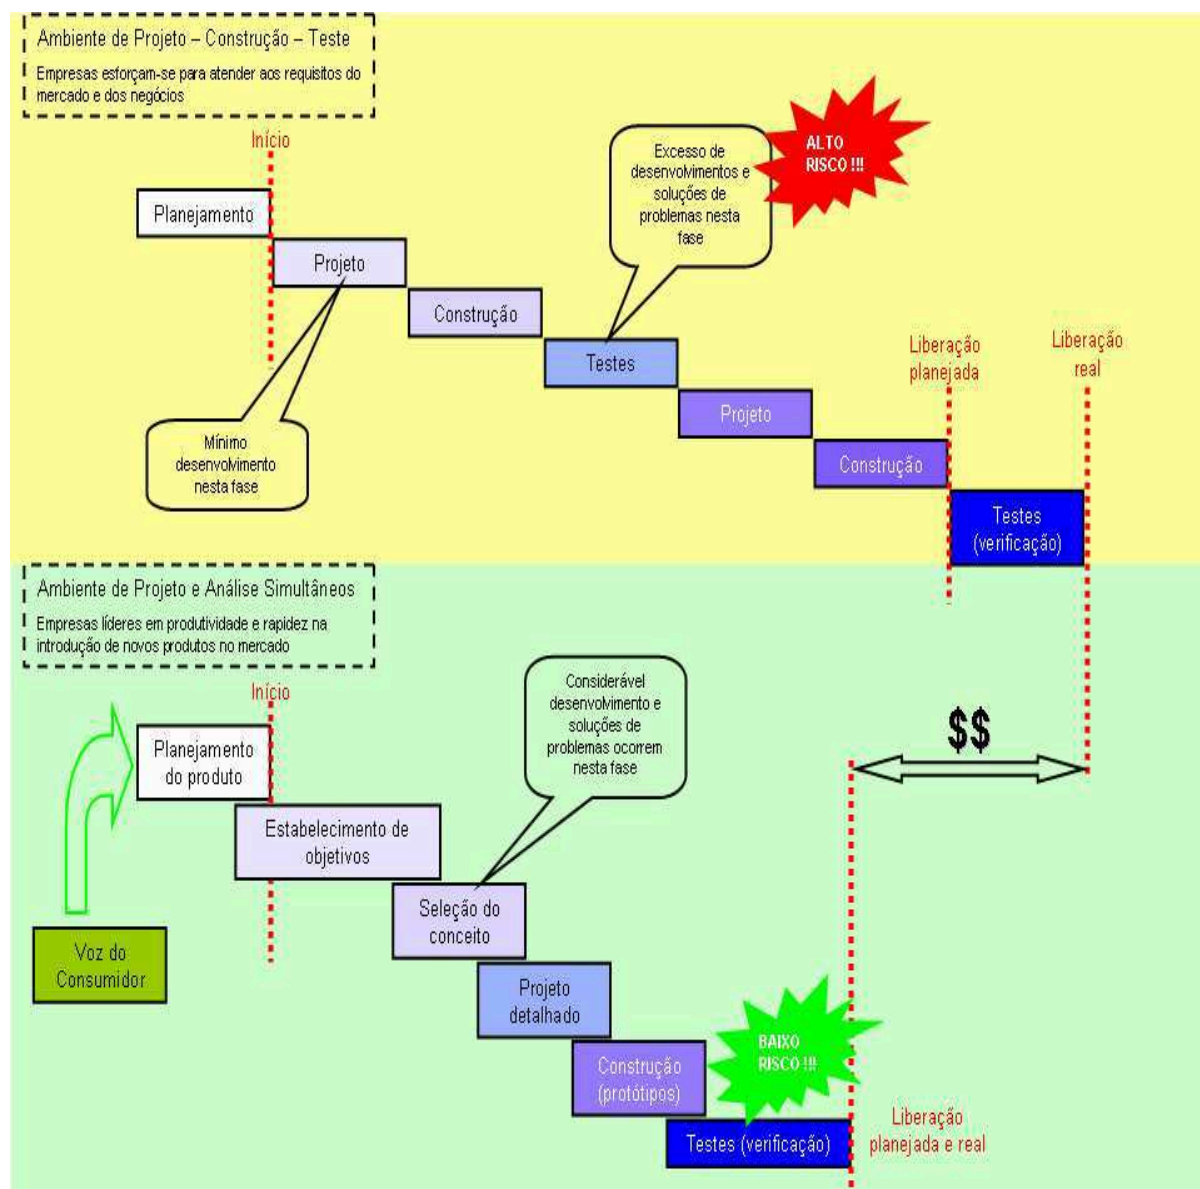 Ambiente de Projeto – Construção – Teste
Empresas esforçam-se para atender aos requisitos do
mercado e dos negócios
Início
Planejamento
Projeto
Construção
Testes
Projeto
Construção
Testes
(verificação)
Mínimo
desenvolvimento
nesta fase
Excesso de
desenvolvimentos e
soluções de
problemas nesta
fase
ALTO
RISCO !!!
Liberação
planejada
Liberação
real
Ambiente de Projeto e Análise Simultâneos
Empresas líderes em produtividade e rapidez na
introdução de novos produtos no mercado
Início
Planejamento
do produto
Voz do
Consumidor
Estabelecimento de
objetivos
Seleção do
conceito
Considerável
desenvolvimento e
soluções de
problemas ocorrem
nesta fase
$$
Projeto
detalhado
Construção
(protótipos)
BAIXO
RISCO !!!
Testes (verificação)
Liberação
planejada e real